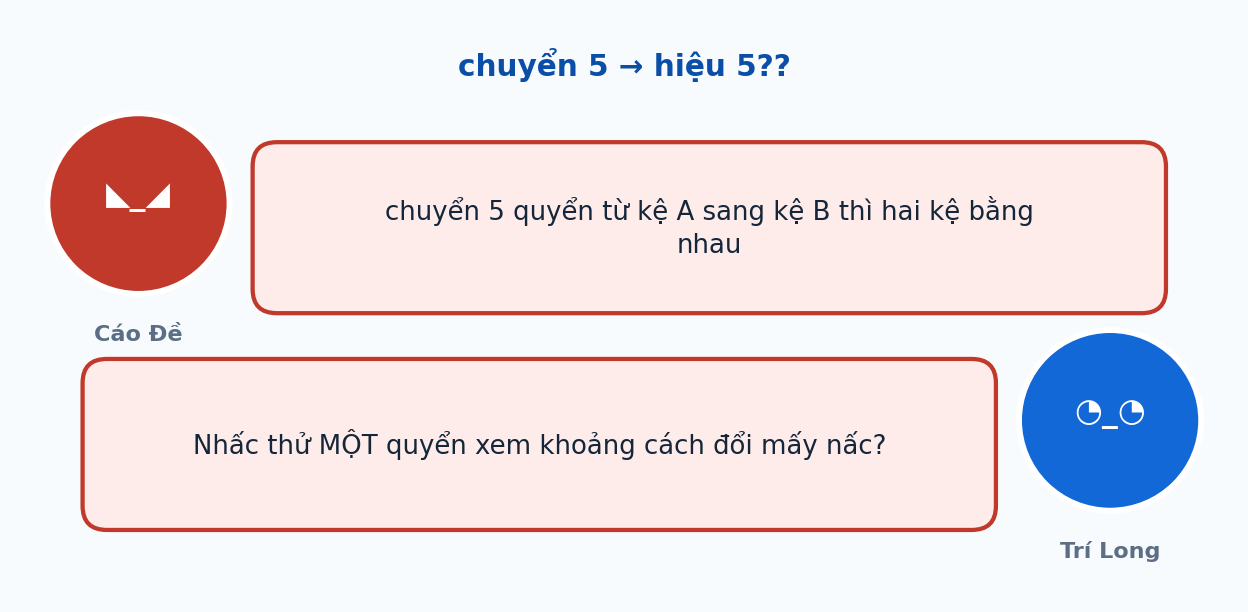 chuyển 5 → hiệu 5??
chuyển 5 quyển từ kệ A sang kệ B thì hai kệ bằng
nhau
◣_◢
Cáo Đề
Nhấc thử MỘT quyển xem khoảng cách đổi mấy nấc?
◔_◔
Trí Long